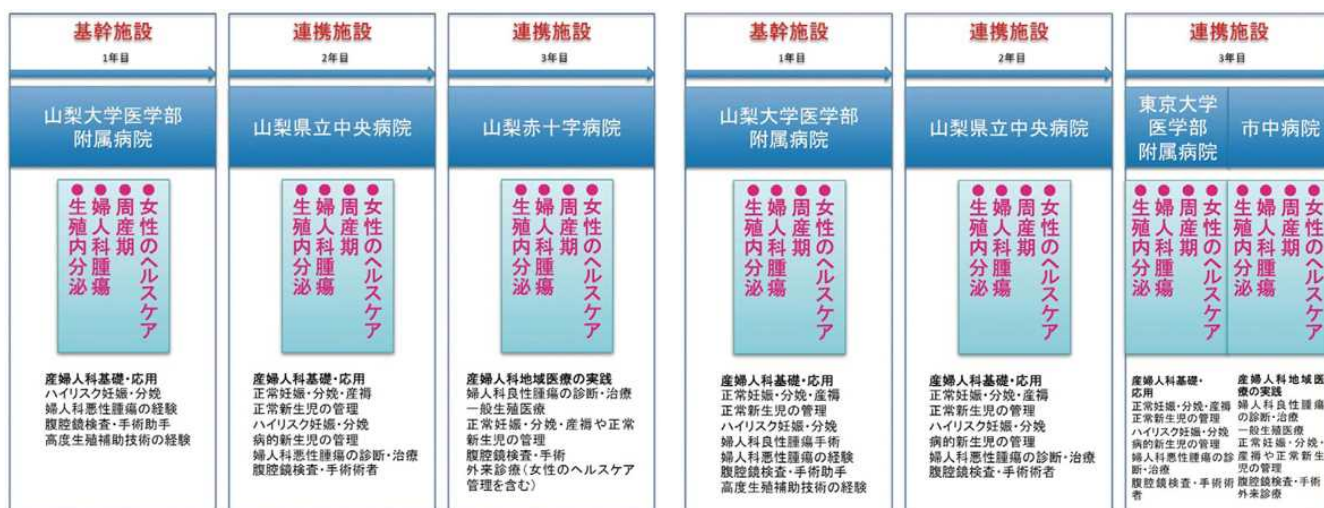 基幹施設
1年目
山梨大学医学部
附属病院
●女性のヘルスケア
●周産期
●婦人科腫瘍
●生殖内分泌
産婦人科基礎・応用
ハイリスク妊娠・分娩
婦人科悪性腫瘍の経験
腹腔鏡検査・手術助手
高度生殖補助技術の経験
連携施設
2年目
山梨県立中央病院
●女性のヘルスケア
●周産期
●婦人科腫瘍
●生殖内分泌
産婦人科基礎・応用
正常妊娠・分娩・産褥
正常新生児の管理
ハイリスク妊娠・分娩
病的新生児の管理
婦人科悪性腫瘍の診断・治療
腹腔鏡検査・手術術者
連携施設
3年目
山梨赤十字病院
●女性のヘルスケア
●周産期
●婦人科腫瘍
●生殖内分泌
産婦人科地域医療の実践
婦人科良性腫瘍の診断・治療
一般生殖医療
正常妊娠・分娩・産褥や正常
新生児の管理
腹腔鏡検査・手術
外来診療(女性のヘルスケア
管理を含む)
基幹施設
1年目
山梨大学医学部
附属病院
●女性のヘルスケア
●周産期
●婦人科腫瘍
●生殖内分泌
産婦人科基礎・応用
正常妊娠・分娩・産褥
正常新生児の管理
ハイリスク妊娠・分娩
婦人科良性腫瘍手術
婦人科悪性腫瘍の経験
腹腔鏡検査・手術助手
高度生殖補助技術の経験
連携施設
2年目
山梨県立中央病院
●女性のヘルスケア
●周産期
●婦人科腫瘍
●生殖内分泌
産婦人科基礎・応用
正常妊娠・分娩・産褥
正常新生児の管理
ハイリスク妊娠・分娩
病的新生児の管理
婦人科悪性腫瘍の診断・治療
腹腔鏡検査・手術術者
連携施設
3年目
東京大学
医学部
附属病院
●女性のヘルスケア
●周産期
●婦人科腫瘍
●生殖内分泌
産婦人科基礎・
応用
正常妊娠・分娩・産褥
正常新生児の管理
ハイリスク妊娠・分娩
病的新生児の管理
婦人科悪性腫瘍の診
断・治療
腹腔鏡検査・手術術
者
市中病院
●女性のヘルスケア
●周産期
●婦人科腫瘍
●生殖内分泌
産婦人科地域医
療の実践
婦人科良性腫瘍
の診断・治療
一般生殖医療
正常妊娠・分娩・
産褥や正常新生
児の管理
腹腔鏡検査・手術
外来診療